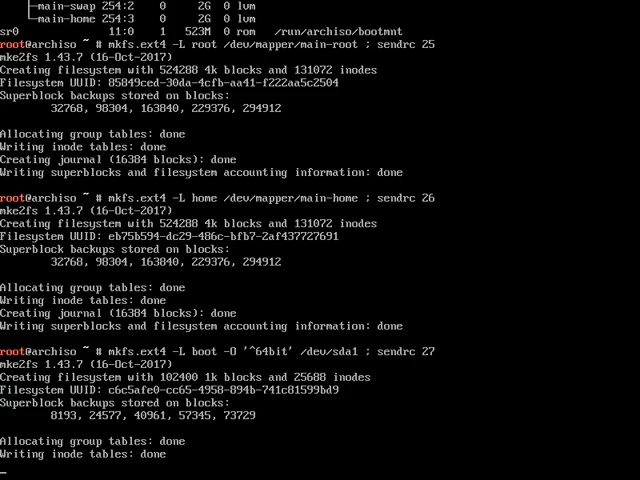 ├─main-swap 254:2    0    2G  0 lvm
└─main-home 254:3    0    2G  0 lvm
sr0               11:0    1  523M  0 rom   /run/archiso/bootmnt
root@archiso ~ # mkfs.ext4 -L root /dev/mapper/main-root ; sendrc 25
mke2fs 1.43.7 (16-Oct-2017)
Creating filesystem with 524288 4k blocks and 131072 inodes
Filesystem UUID: 85849ced-30da-4cfb-aa41-f222aa5c2504
Superblock backups stored on blocks:
        32768, 98304, 163840, 229376, 294912

Allocating group tables: done
Writing inode tables: done
Creating journal (16384 blocks): done
Writing superblocks and filesystem accounting information: done

root@archiso ~ # mkfs.ext4 -L home /dev/mapper/main-home ; sendrc 26
mke2fs 1.43.7 (16-Oct-2017)
Creating filesystem with 524288 4k blocks and 131072 inodes
Filesystem UUID: eb75b594-dc29-486c-bfb7-2af437727691
Superblock backups stored on blocks:
        32768, 98304, 163840, 229376, 294912

Allocating group tables: done
Writing inode tables: done
Creating journal (16384 blocks): done
Writing superblocks and filesystem accounting information: done

root@archiso ~ # mkfs.ext4 -L boot -O '^64bit' /dev/sda1 ; sendrc 27
mke2fs 1.43.7 (16-Oct-2017)
Creating filesystem with 102400 1k blocks and 25688 inodes
Filesystem UUID: c6c5afe0-cc65-4958-894b-741c81599bd9
Superblock backups stored on blocks:
        8193, 24577, 40961, 57345, 73729

Allocating group tables: done
Writing inode tables: done